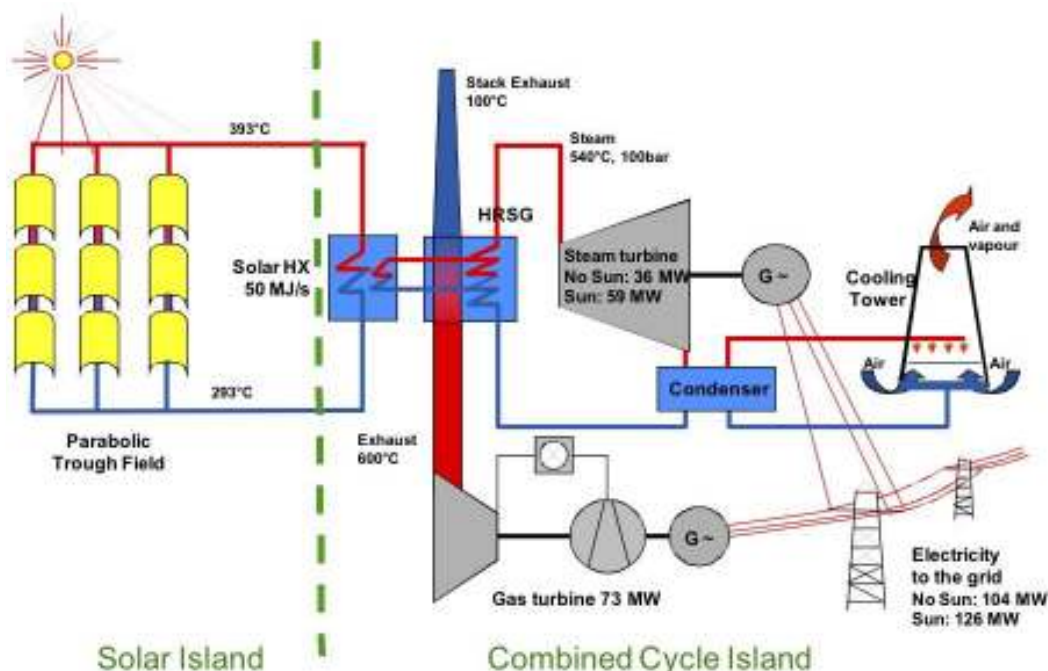 Stack Exhaust
100°C
393°C
Steam
540°C, 100bar
HRSG
Air and
vapour
Solar HX
50 MJ/s
Steam turbine
No Sun: 36 MW
Sun: 59 MW
G ~
Cooling
Tower
Air
Air
Condenser
293°C
Parabolic
Trough Field
Exhaust
600°C
G ~
Gas turbine 73 MW
Electricity
to the grid
No Sun: 104 MW
Sun: 126 MW
Solar Island
Combined Cycle Island